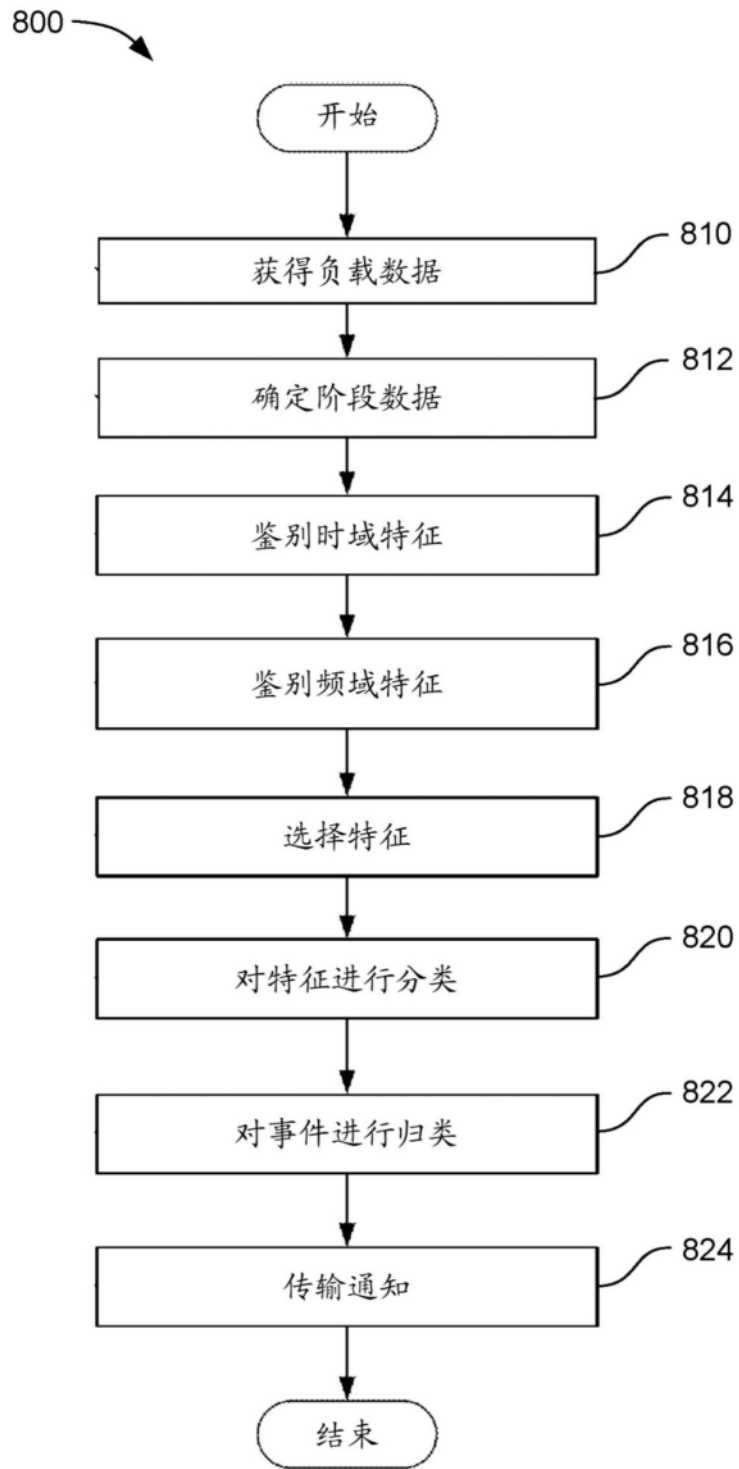 800
开始
810
获得负载数据
812
确定阶段数据
814
鉴别时域特征
816
鉴别频域特征
818
选择特征
820
对特征进行分类
822
对事件进行归类
824
传输通知
结束